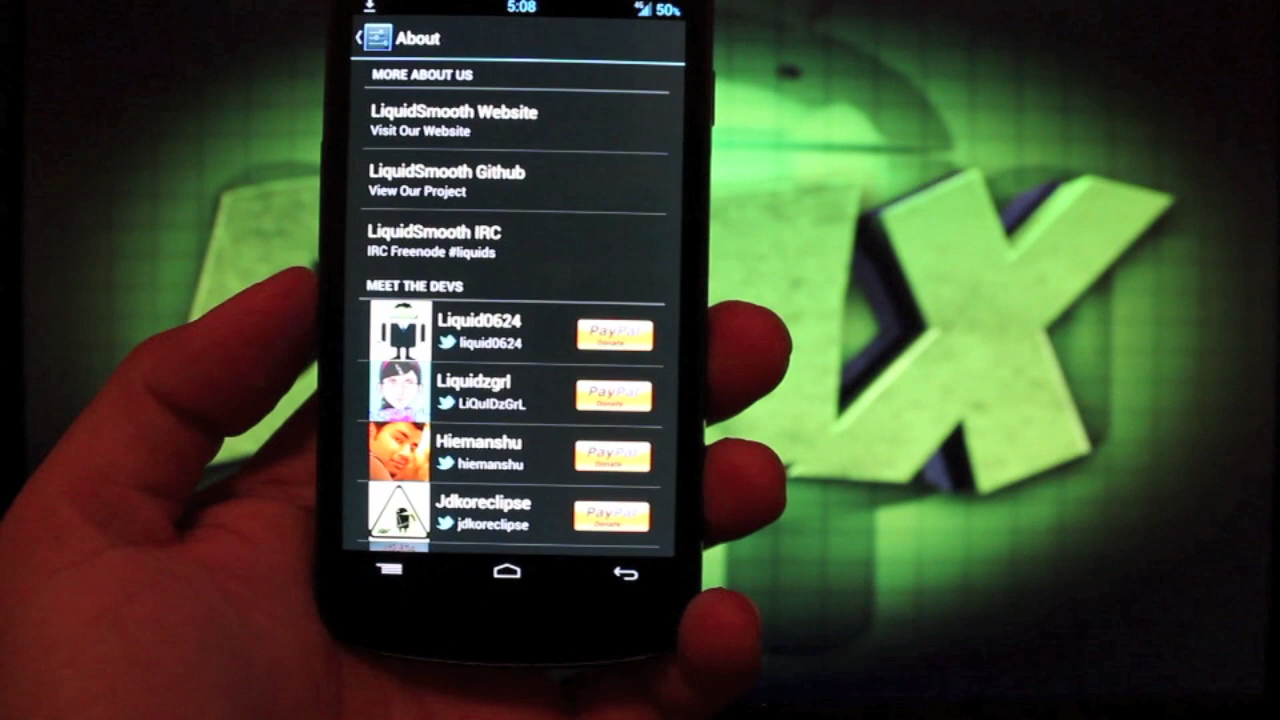 5:08
4G 50%
About
MORE ABOUT US
LiquidSmooth Website
Visit Our Website
LiquidSmooth Github
View Our Project
LiquidSmooth IRC
IRC Freenode #liquids
MEET THE DEVS
Liquid0624
liquid0624
PayPal
Donate
Liquidzgrl
LiQuIDzGrL
PayPal
Donate
Hiemanshu
hiemanshu
PayPal
Donate
Jdkoreclipse
jdkoreclipse
PayPal
Donate
X